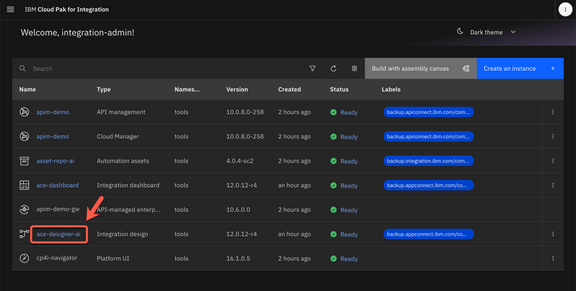 IBM Cloud Pak for Integration
I
Welcome, integration-admin!
Dark theme
Search
Build with assembly canvas
Create an instance +
Name Type Names... Version Created Status Labels
apim-demo API management tools 10.0.8.0-258 2 hours ago Ready backup.apiconnect.ibm.com/com...
apim-demo Cloud Manager tools 10.0.8.0-258 2 hours ago Ready backup.apiconnect.ibm.com/com...
asset-repo-ai Automation assets tools 4.0.4-sc2 2 hours ago Ready backup.integration.ibm.com/com...
ace-dashboard Integration dashboard tools 12.0.12-r4 an hour ago Ready backup.appconnect.ibm.com/co...
apim-demo-gw API-managed enterp... tools 10.6.0.0 2 hours ago Ready
ace-designer-ai Integration design tools 12.0.12-r4 an hour ago Ready backup.appconnect.ibm.com/co...
cp4i-navigator Platform UI tools 16.1.0.5 2 hours ago Ready